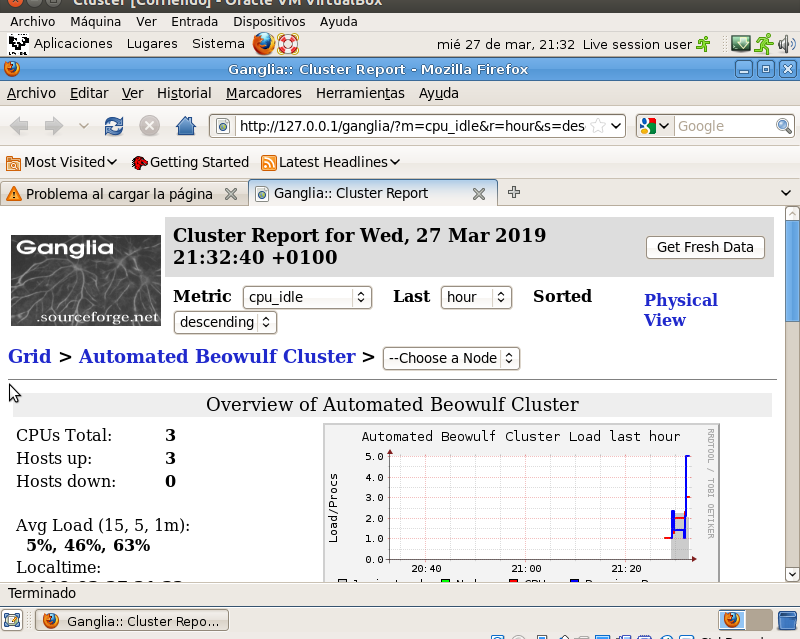 Cluster [Corriendo] - Oracle VM VirtualBox
Archivo Máquina Ver Entrada Dispositivos Ayuda
Aplicaciones Lugares Sistema mié 27 de mar, 21:32 Live session user
Ganglia:: Cluster Report - Mozilla Firefox
Archivo Editar Ver Historial Marcadores Herramientas Ayuda
http://127.0.0.1/ganglia/?m=cpu_idle&r=hour&s=des Google
Most Visited Getting Started Latest Headlines
Problema al cargar la página Ganglia:: Cluster Report
Ganglia
.sourceforge.net
Cluster Report for Wed, 27 Mar 2019
21:32:40 +0100
Get Fresh Data
Metric cpu_idle Last hour Sorted
descending
Physical
View
Grid > Automated Beowulf Cluster > --Choose a Node
Overview of Automated Beowulf Cluster
CPUs Total: 3
Hosts up: 3
Hosts down: 0
Avg Load (15, 5, 1m):
5%, 46%, 63%
Localtime:
Automated Beowulf Cluster Load last hour
Load/Procs
5.0
4.0
3.0
2.0
1.0
0.0
20:40 21:00 21:20
RRDTOOL / TOBI OETIKER
Terminado
Ganglia:: Cluster Repo...